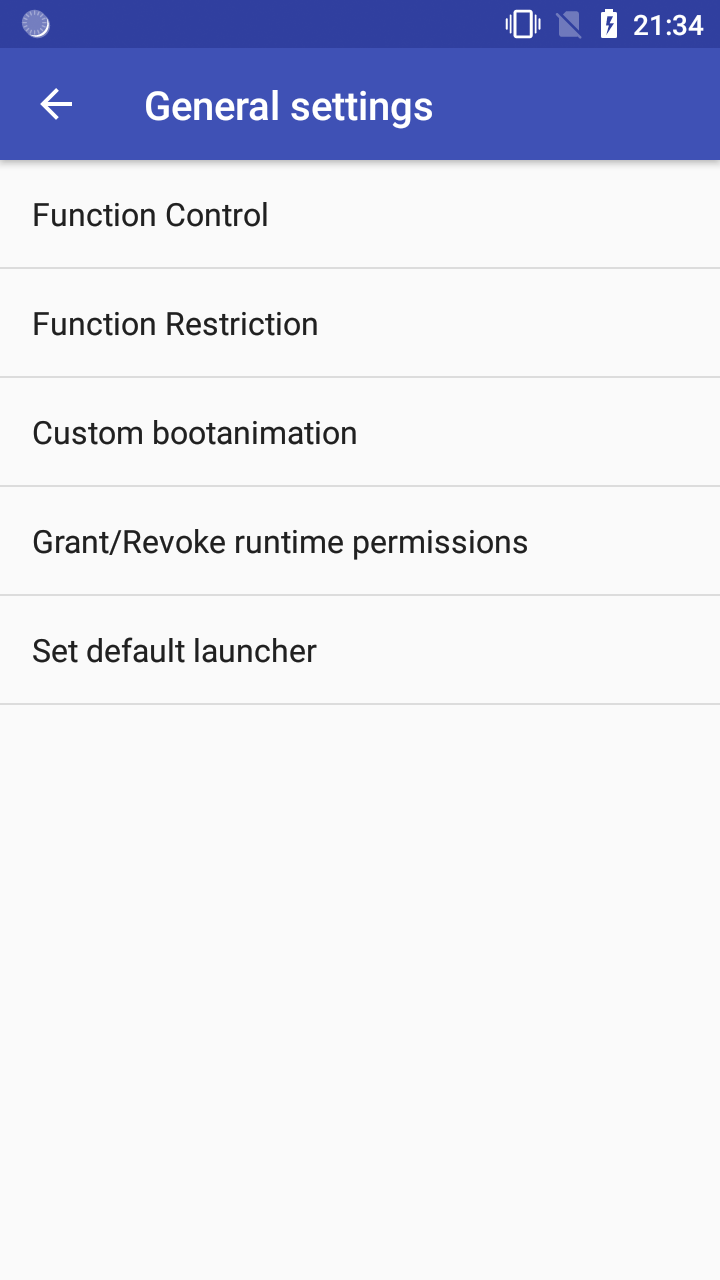 21:34
General settings
Function Control
Function Restriction
Custom bootanimation
Grant/Revoke runtime permissions
Set default launcher